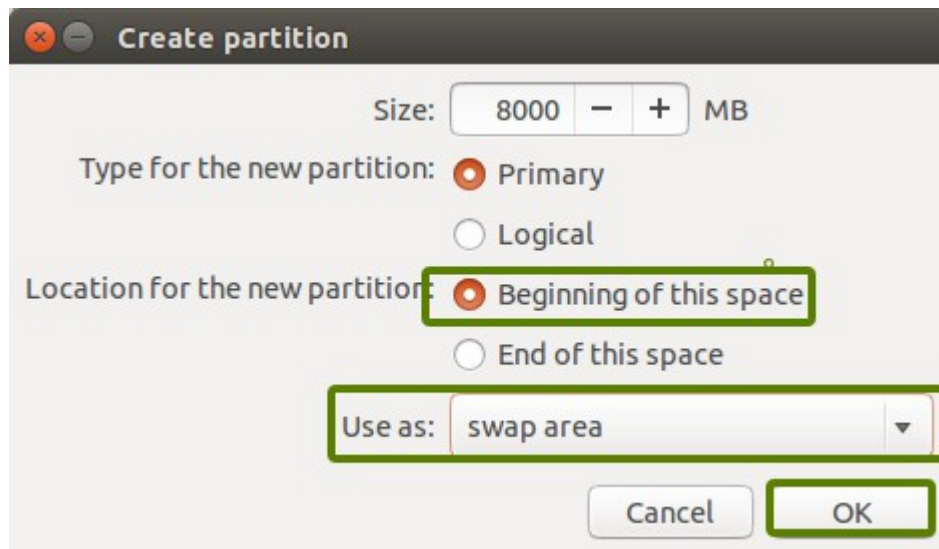 Create partition
Size: 8000 − + MB
Type for the new partition: Primary
Logical
Location for the new partition: Beginning of this space
End of this space
Use as: swap area
Cancel OK